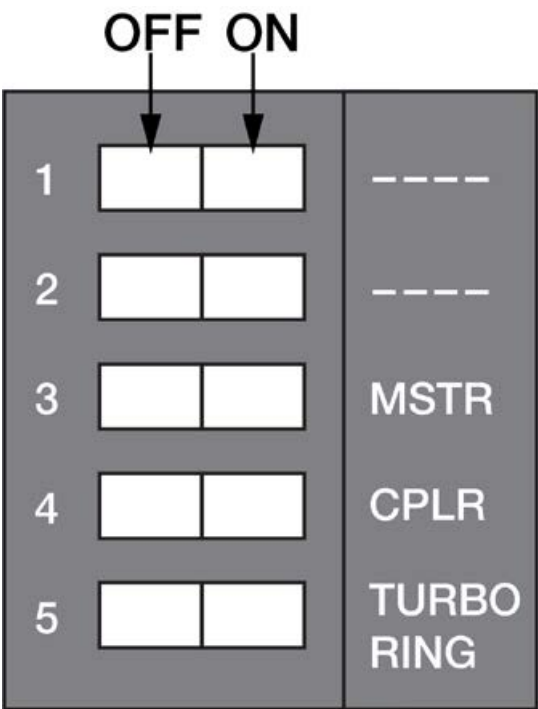 OFF ON
1 ----
2 ----
3 MSTR
4 CPLR
5 TURBO
RING